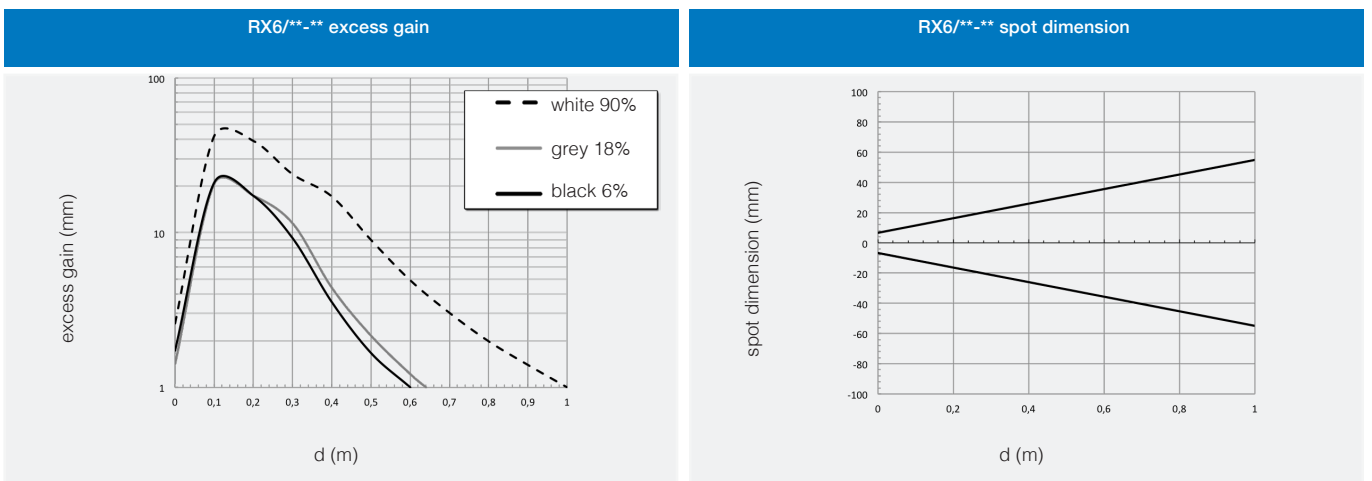 RX6/**-** excess gain
100
10
1
excess gain (mm)
white 90%
grey 18%
black 6%
0 0,1 0,2 0,3 0,4 0,5 0,6 0,7 0,8 0,9 1
d (m)
RX6/**-** spot dimension
100
80
60
40
20
0
-20
-40
-60
-80
-100
spot dimension (mm)
0 0,2 0,4 0,6 0,8 1
d (m)